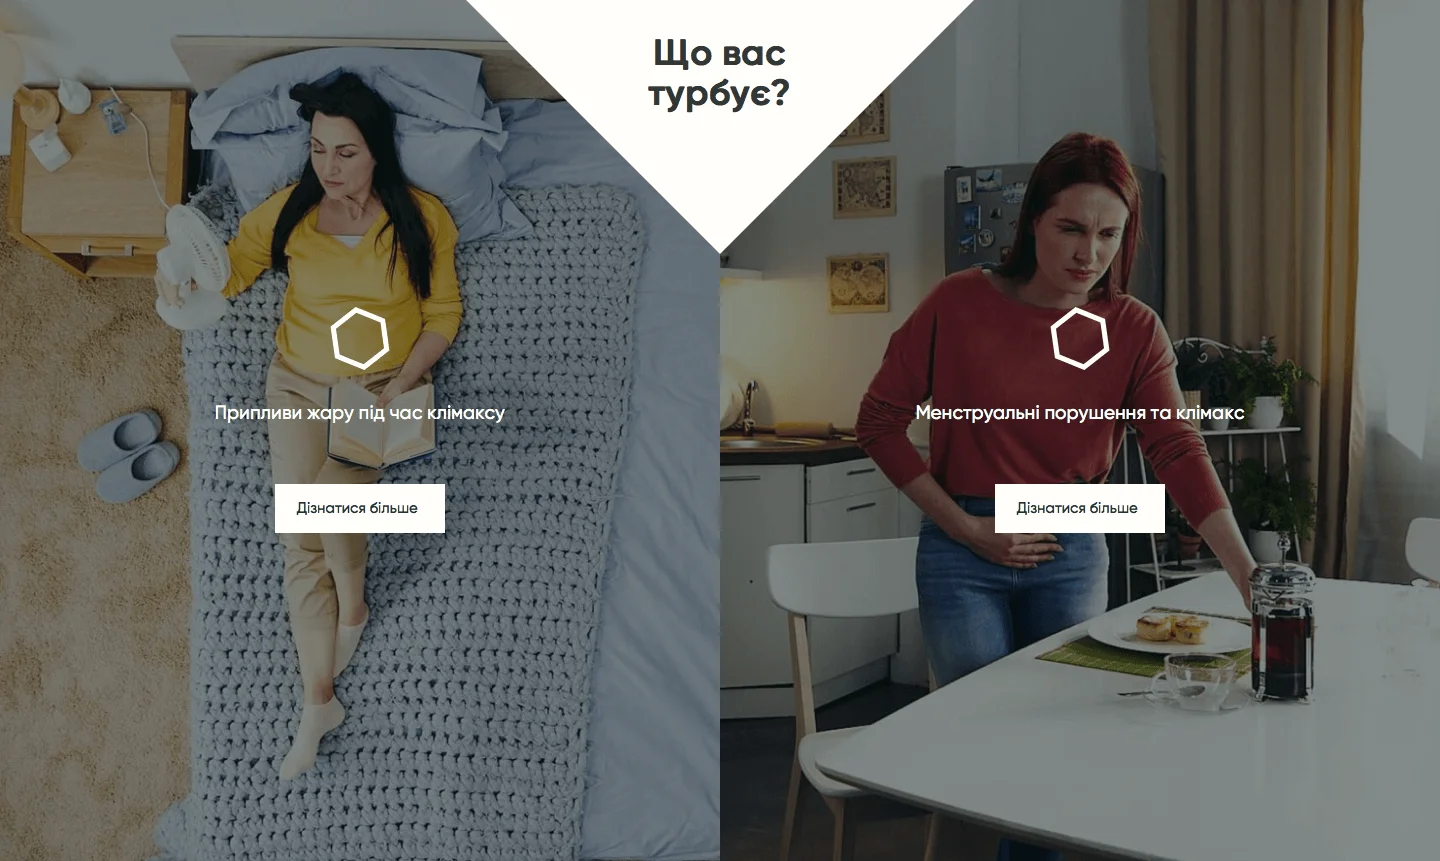 Що вас
турбує?
Припливи жару під час клімаксу
Дізнатися більше
Менструальні порушення та клімакс
Дізнатися більше